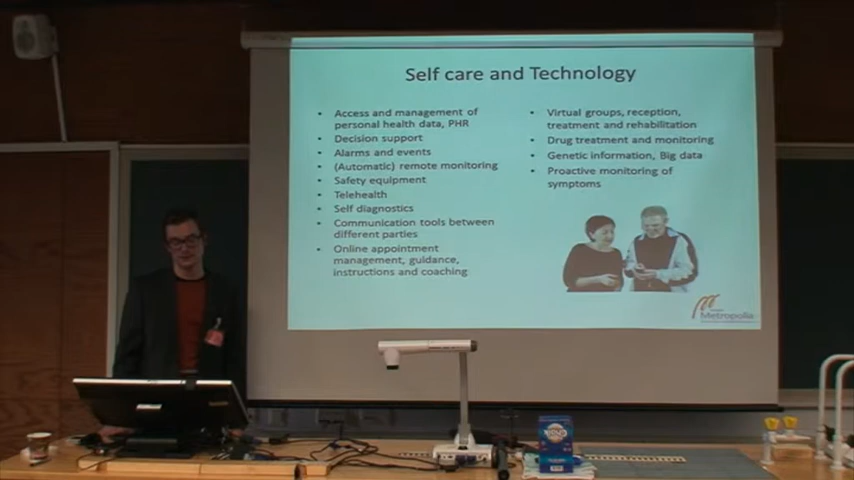 Self care and Technology
• Access and management of
personal health data, PHR
• Decision support
• Alarms and events
• (Automatic) remote monitoring
• Safety equipment
• Telehealth
• Self diagnostics
• Communication tools between
different parties
• Online appointment
management, guidance,
instructions and coaching
• Virtual groups, reception,
treatment and rehabilitation
• Drug treatment and monitoring
• Genetic information, Big data
• Proactive monitoring of
symptoms
Metropolia